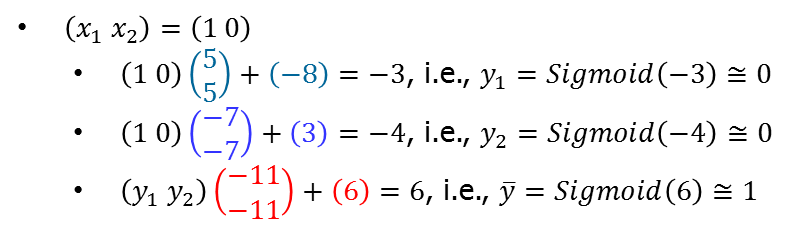 • (x₁ x₂) = (1 0)
• (1 0) (5 5) + (−8) = −3, i.e., y₁ = Sigmoid(−3) ≅ 0
• (1 0) (−7 −7) + (3) = −4, i.e., y₂ = Sigmoid(−4) ≅ 0
• (y₁ y₂) (−11 −11) + (6) = 6, i.e., ȳ = Sigmoid(6) ≅ 1